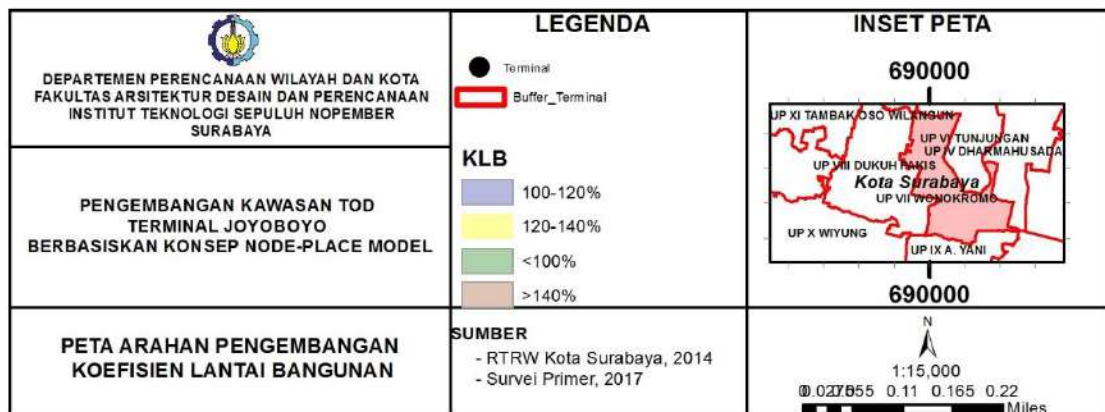 DEPARTEMEN PERENCANAAN WILAYAH DAN KOTA
FAKULTAS ARSITEKTUR DESAIN DAN PERENCANAAN
INSTITUT TEKNOLOGI SEPULUH NOPEMBER
SURABAYA
PENGEMBANGAN KAWASAN TOD
TERMINAL JOYOBOYO
BERBASISKAN KONSEP NODE-PLACE MODEL
PETA ARAHAN PENGEMBANGAN
KOEFISIEN LANTAI BANGUNAN
LEGENDA
Terminal
Buffer_Terminal
KLB
100-120%
120-140%
<100%
>140%
SUMBER
- RTRW Kota Surabaya, 2014
- Survei Primer, 2017
INSET PETA
690000
UP XI TAMBAK OSO WILANGUN
UP VI TUNJUNGAN
UP IV DHARMAHUSADA
UP VIII DUKUH PAKIS
Kota Surabaya
UP VII WONOKROMO
UP X WIYUNG
UP IX A. YANI
690000
N
1:15,000
0.11 0.165 0.22
Miles